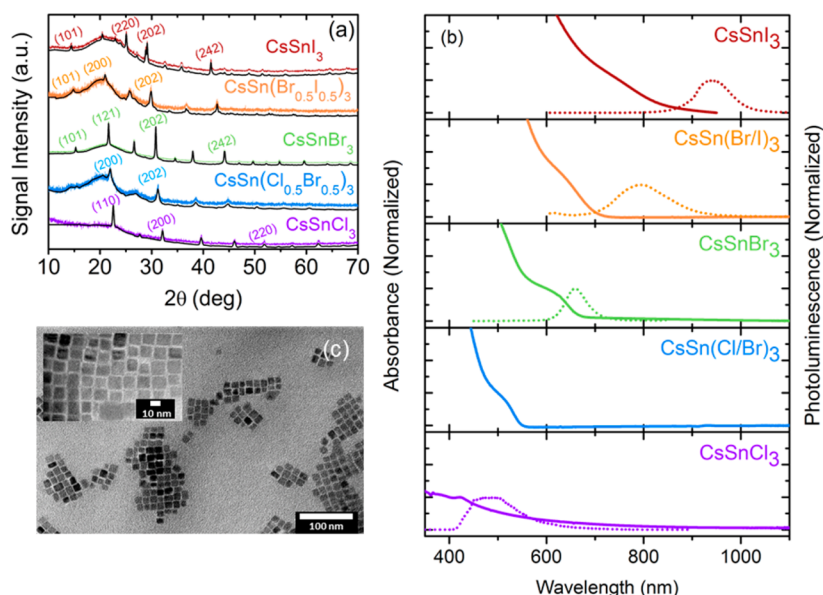 (a)
Signal Intensity (a.u.)
(101)
(220)
(202)
(242)
CsSnI3
(101)
(200)
(202)
CsSn(Br0.5I0.5)3
(121)
(101)
(202)
(242)
CsSnBr3
(200)
(202)
CsSn(Cl0.5Br0.5)3
(110)
(200)
(220)
CsSnCl3
10 20 30 40 50 60 70
2θ (deg)
(c)
10 nm
100 nm
(b)
Absorbance (Normalized)
CsSnI3
CsSn(Br/I)3
CsSnBr3
CsSn(Cl/Br)3
CsSnCl3
Photoluminescence (Normalized)
400 600 800 1000
Wavelength (nm)